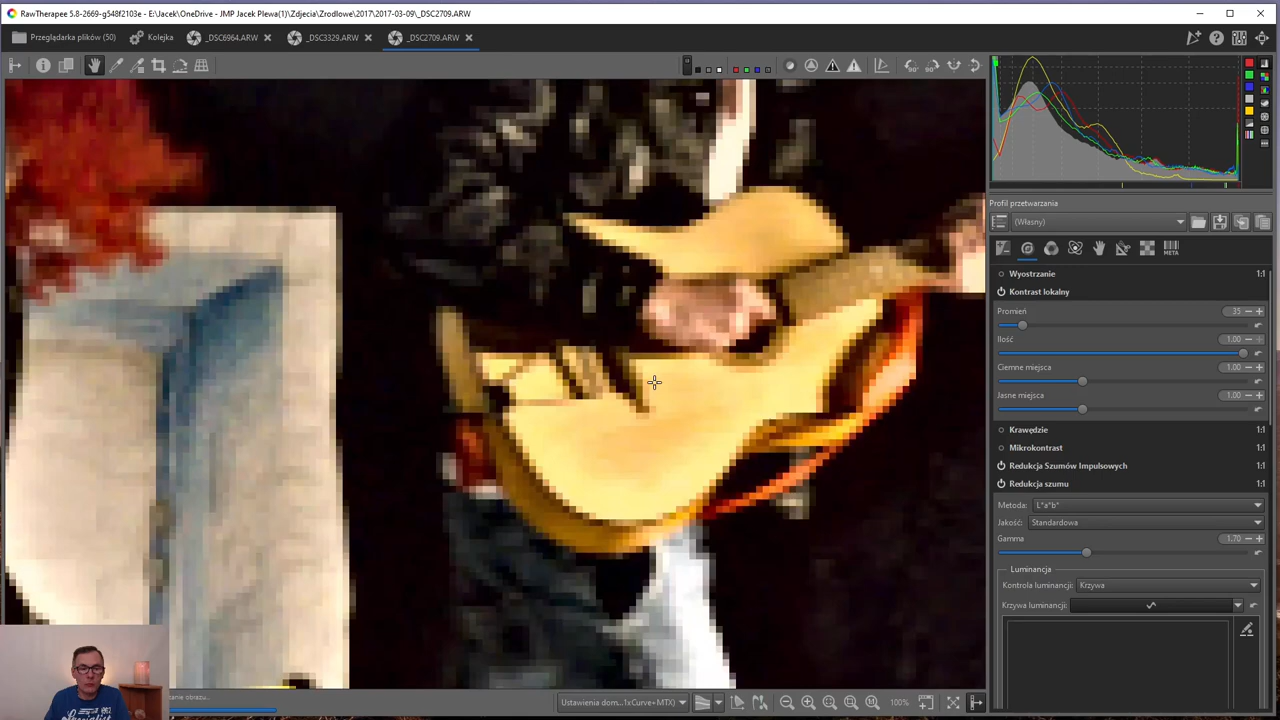 RawTherapee 5.8-2669-g548f2103e - E:\Jacek\OneDrive - JMP Jacek Plewa(1)\Zdjecia\Zrodlowe\2017\2017-03-09\_DSC2709.ARW
Przeglądarka plików (50) Kolejka _DSC6964.ARW _DSC3329.ARW _DSC2709.ARW
Profil przetwarzania
(Własny)
META
Wyostrzanie 1:1
Kontrast lokalny 1:1
Promień 35
Ilość 1.00
Ciemne miejsca 1.00
Jasne miejsca 1.00
Krawędzie 1:1
Mikrokontrast 1:1
Redukcja Szumów Impulsowych 1:1
Redukcja szumu 1:1
Metoda: L*a*b*
Jakość: Standardowa
Gamma 1.70
Luminancja
Kontrola luminancji: Krzywa
Krzywa luminancji:
Ustawienia dom...1xCurve+MTX) 100%